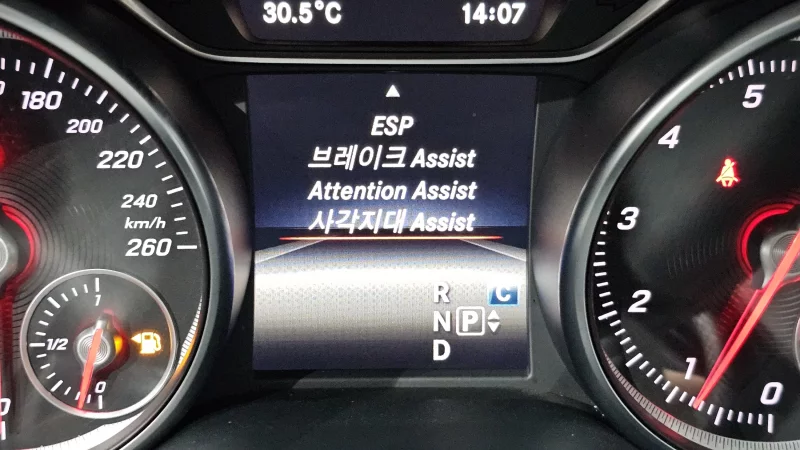 30.5°C 14:07
▲
ESP
브레이크 Assist
Attention Assist
사각지대 Assist
R C
N P
D
180
200
220
240
km/h
260
1
1/2
0
0
5
4
3
2
1
0